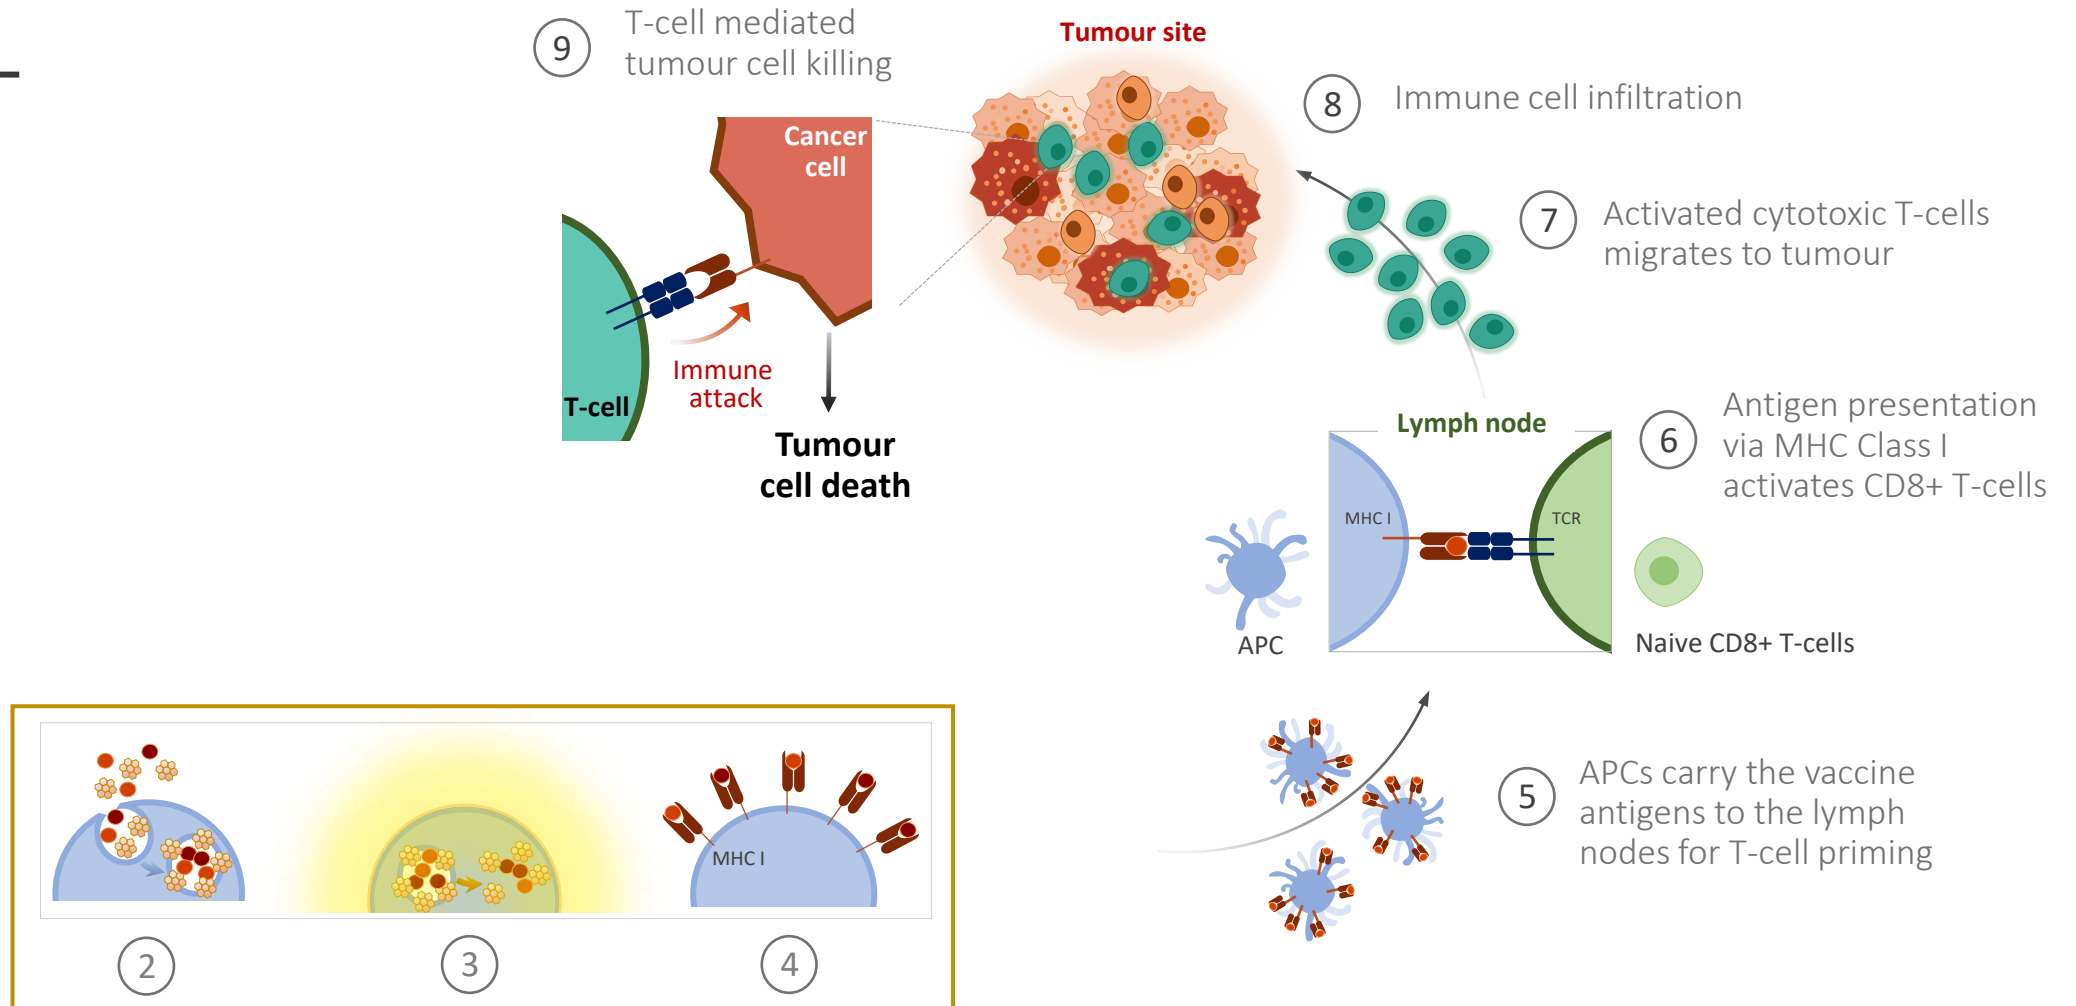 9
T-cell mediated
tumour cell killing
Tumour site
8
Immune cell infiltration
Cancer
cell
7
Activated cytotoxic T-cells
migrates to tumour
Immune
attack
T-cell
Tumour
cell death
Lymph node
6
Antigen presentation
via MHC Class I
activates CD8+ T-cells
MHC I
TCR
APC
Naive CD8+ T-cells
5
APCs carry the vaccine
antigens to the lymph
nodes for T-cell priming
MHC I
2
3
4